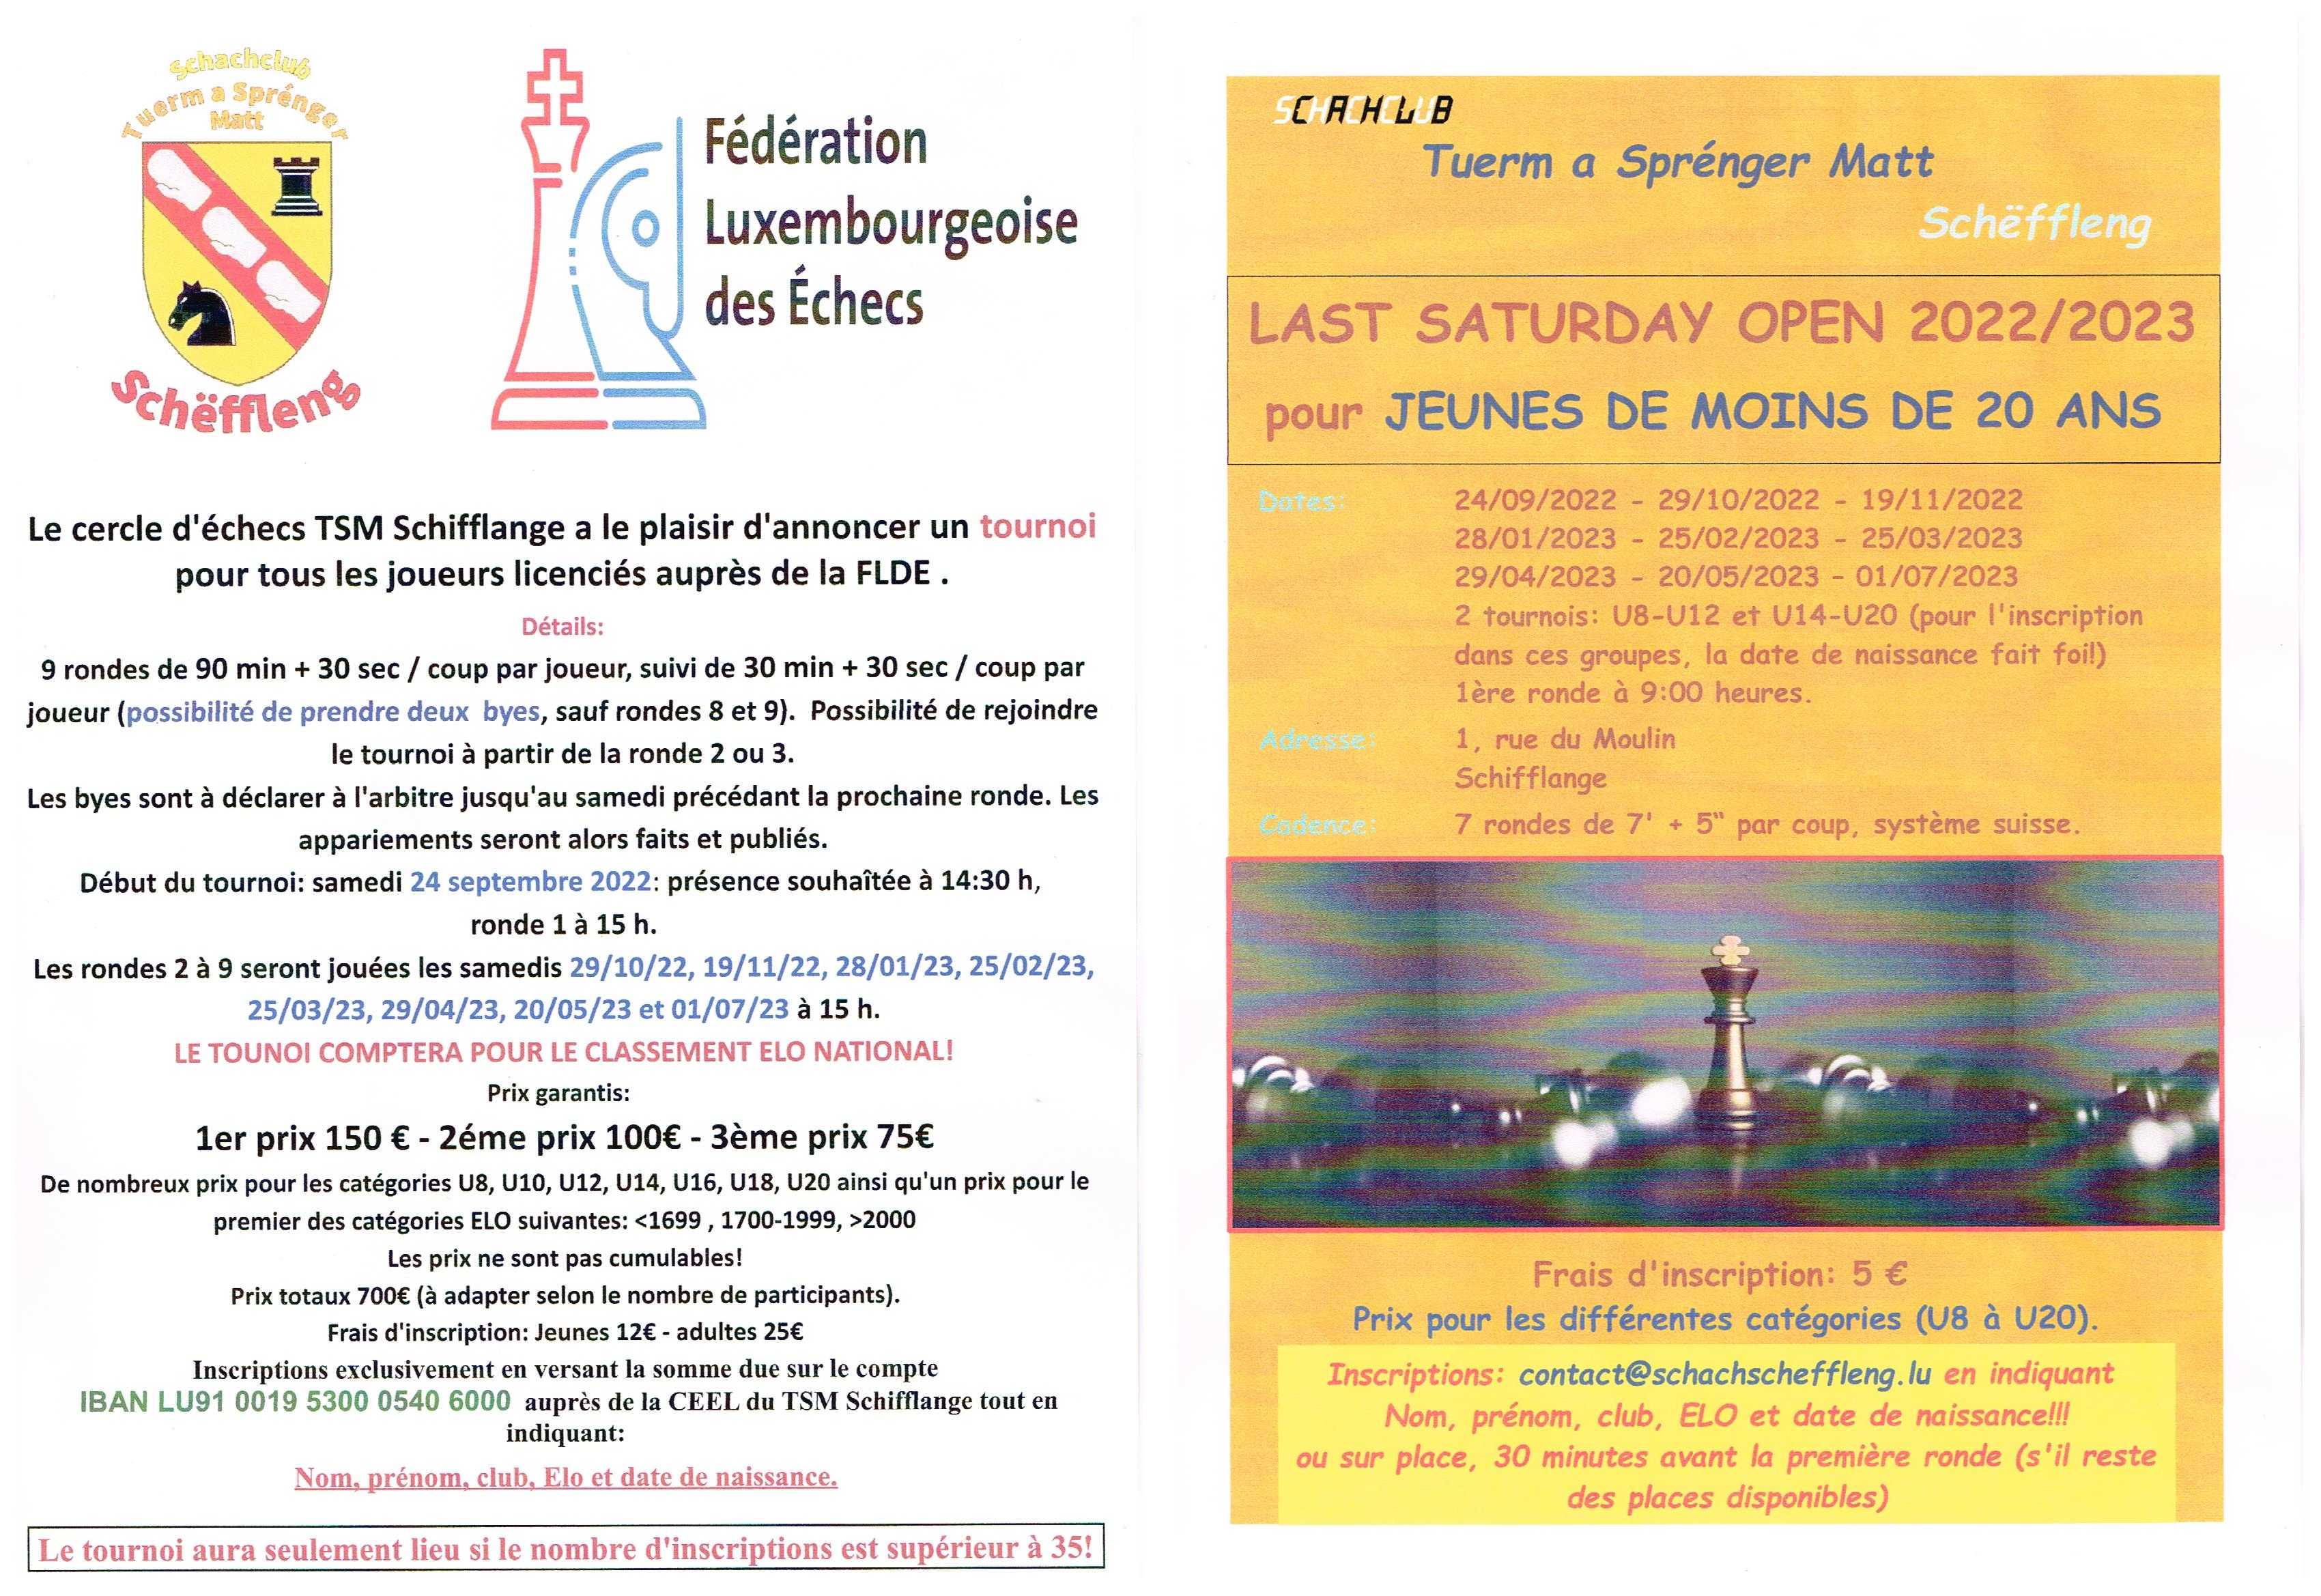 Schachclub
Tuerm a Sprénger
Matt
Schëffleng
Fédération
Luxembourgeoise
des Échecs
Le cercle d'échecs TSM Schifflange a le plaisir d'annoncer un tournoi
pour tous les joueurs licenciés auprès de la FLDE .
Détails:
9 rondes de 90 min + 30 sec / coup par joueur, suivi de 30 min + 30 sec / coup par
joueur (possibilité de prendre deux byes, sauf rondes 8 et 9). Possibilité de rejoindre
le tournoi à partir de la ronde 2 ou 3.
Les byes sont à déclarer à l'arbitre jusqu'au samedi précédant la prochaine ronde. Les
appariements seront alors faits et publiés.
Début du tournoi: samedi 24 septembre 2022: présence souhaîtée à 14:30 h,
ronde 1 à 15 h.
Les rondes 2 à 9 seront jouées les samedis 29/10/22, 19/11/22, 28/01/23, 25/02/23,
25/03/23, 29/04/23, 20/05/23 et 01/07/23 à 15 h.
LE TOUNOI COMPTERA POUR LE CLASSEMENT ELO NATIONAL!
Prix garantis:
1er prix 150 € - 2éme prix 100€ - 3ème prix 75€
De nombreux prix pour les catégories U8, U10, U12, U14, U16, U18, U20 ainsi qu'un prix pour le
premier des catégories ELO suivantes: <1699 , 1700-1999, >2000
Les prix ne sont pas cumulables!
Prix totaux 700€ (à adapter selon le nombre de participants).
Frais d'inscription: Jeunes 12€ - adultes 25€
Inscriptions exclusivement en versant la somme due sur le compte
IBAN LU91 0019 5300 0540 6000 auprès de la CEEL du TSM Schifflange tout en
indiquant:
Nom, prénom, club, Elo et date de naissance.
Le tournoi aura seulement lieu si le nombre d'inscriptions est supérieur à 35!
SCHACHCLUB
Tuerm a Sprénger Matt
Schëffleng
LAST SATURDAY OPEN 2022/2023
pour JEUNES DE MOINS DE 20 ANS
Dates: 24/09/2022 - 29/10/2022 - 19/11/2022
28/01/2023 - 25/02/2023 - 25/03/2023
29/04/2023 - 20/05/2023 - 01/07/2023
2 tournois: U8-U12 et U14-U20 (pour l'inscription
dans ces groupes, la date de naissance fait foi!)
1ère ronde à 9:00 heures.
Adresse: 1, rue du Moulin
Schifflange
Cadence: 7 rondes de 7' + 5“ par coup, système suisse.
Frais d'inscription: 5 €
Prix pour les différentes catégories (U8 à U20).
Inscriptions: contact@schachscheffleng.lu en indiquant
Nom, prénom, club, ELO et date de naissance!!!
ou sur place, 30 minutes avant la première ronde (s'il reste
des places disponibles)